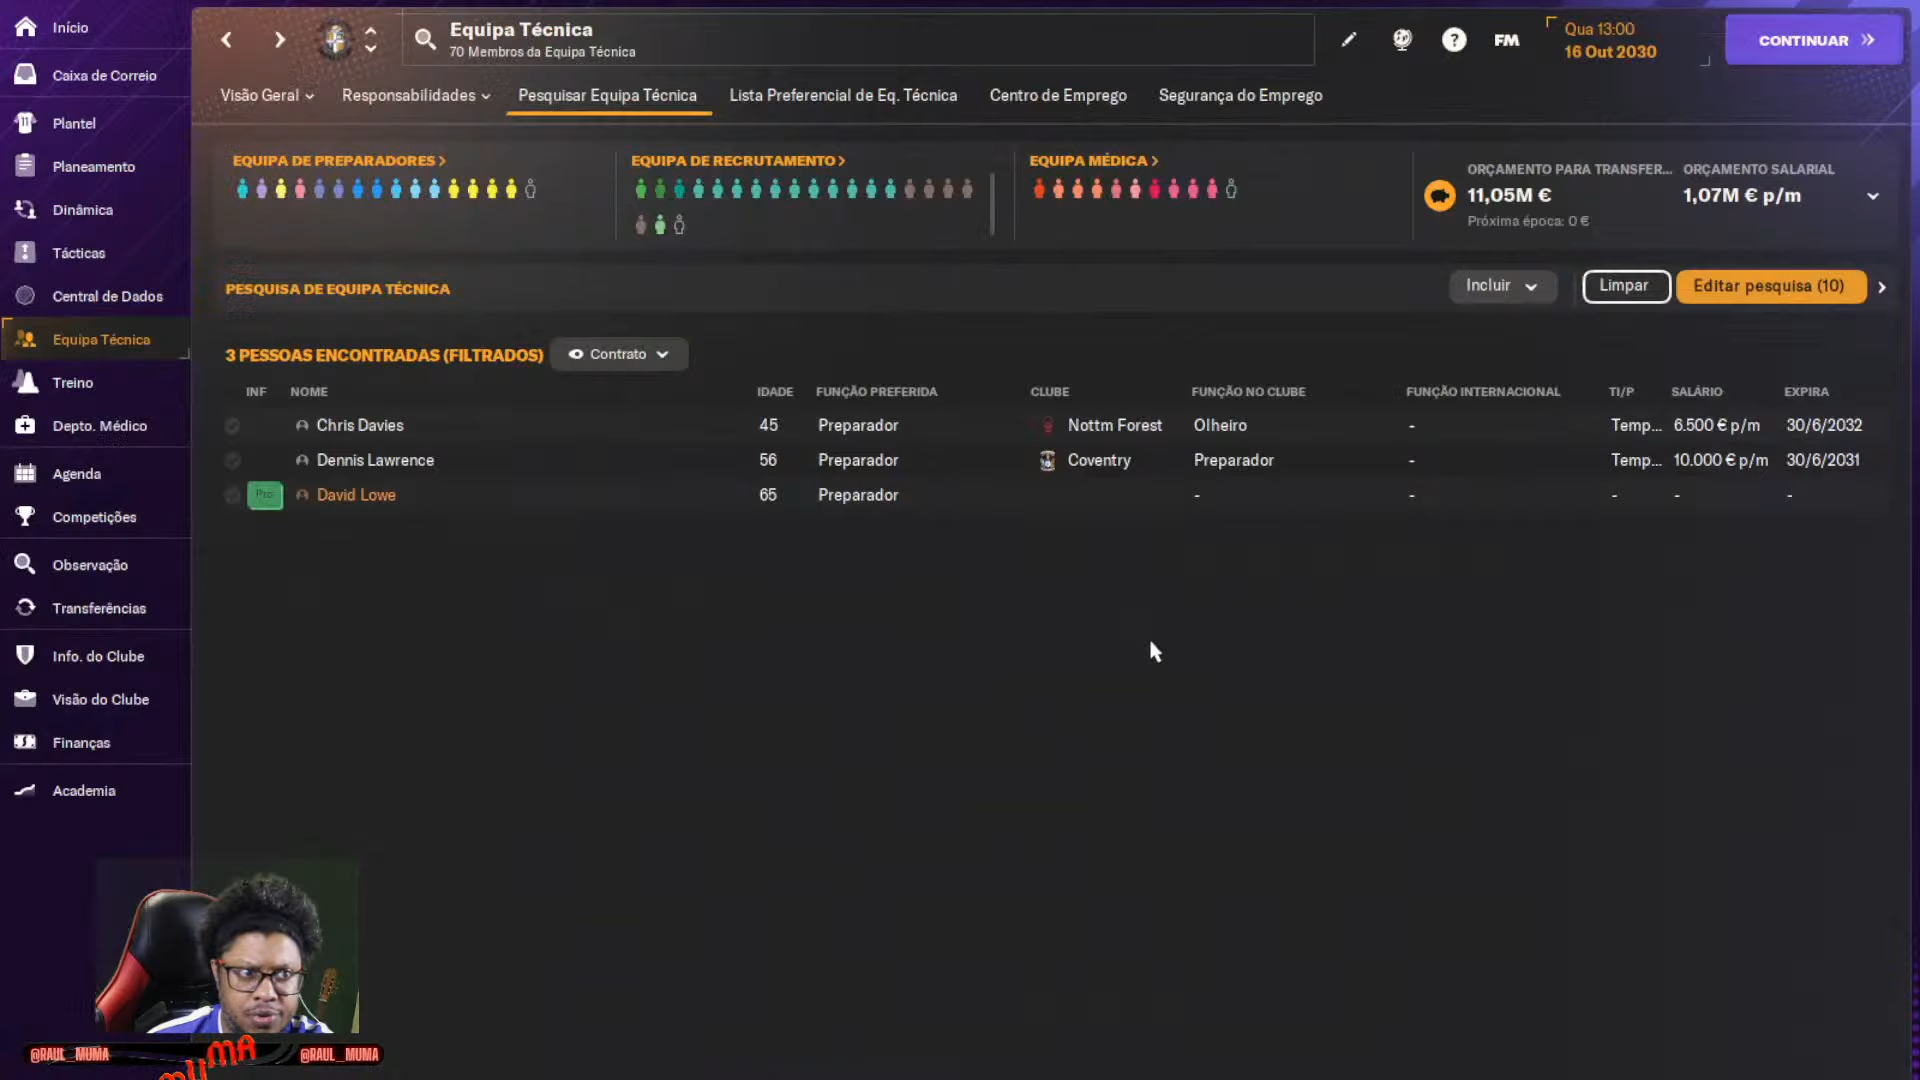 Início
Caixa de Correio
Plantel
Planeamento
Dinâmica
Tácticas
Central de Dados
Equipa Técnica
Treino
Depto. Médico
Agenda
Competições
Observação
Transferências
Info. do Clube
Visão do Clube
Finanças
Academia
Equipa Técnica
70 Membros da Equipa Técnica
FM
Qua 13:00
16 Out 2030
CONTINUAR
Visão Geral
Responsabilidades
Pesquisar Equipa Técnica
Lista Preferencial de Eq. Técnica
Centro de Emprego
Segurança do Emprego
EQUIPA DE PREPARADORES
EQUIPA DE RECRUTAMENTO
EQUIPA MÉDICA
ORÇAMENTO PARA TRANSFER...
11,05M €
Próxima época: 0 €
ORÇAMENTO SALARIAL
1,07M € p/m
PESQUISA DE EQUIPA TÉCNICA
Incluir
Limpar
Editar pesquisa (10)
3 PESSOAS ENCONTRADAS (FILTRADOS)
Contrato
INF NOME IDADE FUNÇÃO PREFERIDA CLUBE FUNÇÃO NO CLUBE FUNÇÃO INTERNACIONAL TI/P SALÁRIO EXPIRA
Chris Davies 45 Preparador Nottm Forest Olheiro - Temp... 6.500 € p/m 30/6/2032
Dennis Lawrence 56 Preparador Coventry Preparador - Temp... 10.000 € p/m 30/6/2031
Pro David Lowe 65 Preparador - - - - -
@RAUL_MUMA
MUMA
@RAUL_MUMA